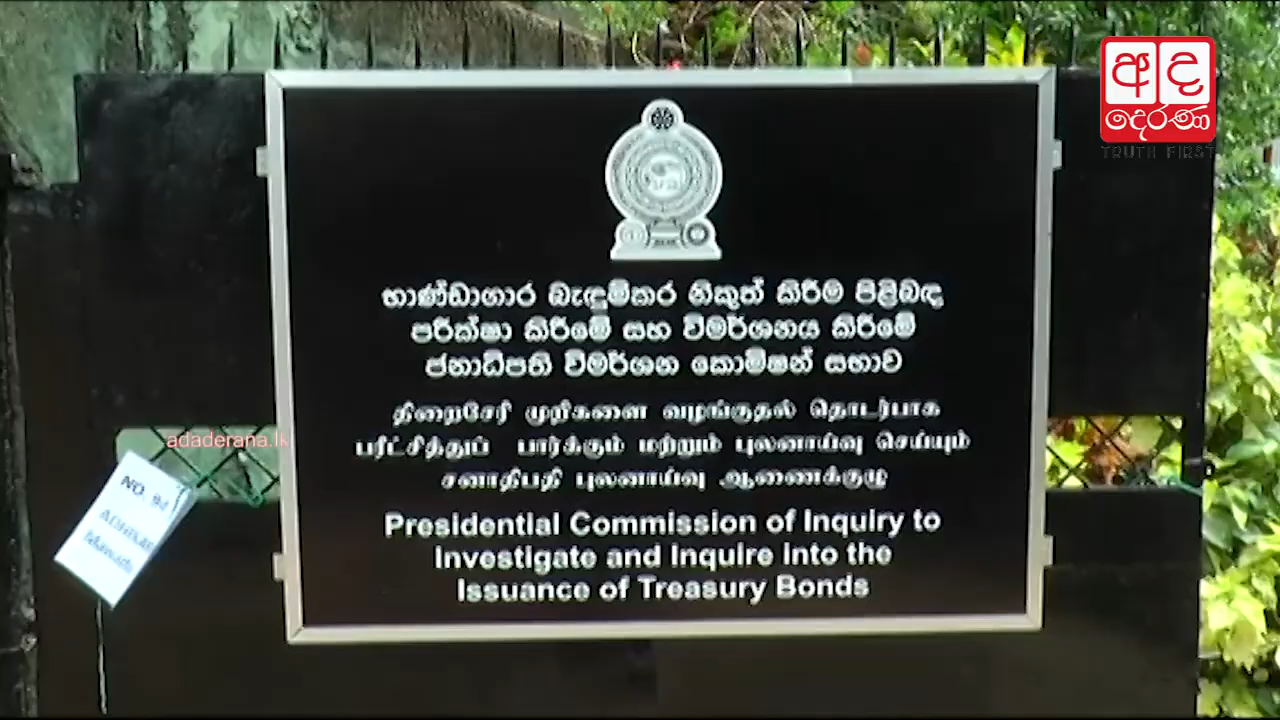 අද
දෙරණ
TRUTH FIRST
භාණ්ඩාගාර බැඳුම්කර නිකුත් කිරීම පිළිබඳ
පරීක්ෂා කිරීමේ සහ විමර්ශනය කිරීමේ
ජනාධිපති විමර්ශන කොමිෂන් සභාව
திறைசேரி முறிகளை வழங்குதல் தொடர்பாக
பரீட்சித்துப் பார்க்கும் மற்றும் புலனாய்வு செய்யும்
சனாதிபதி புலனாய்வு ஆணைக்குழு
Presidential Commission of Inquiry to
Investigate and Inquire Into the
Issuance of Treasury Bonds
adaderana.lk
NO.